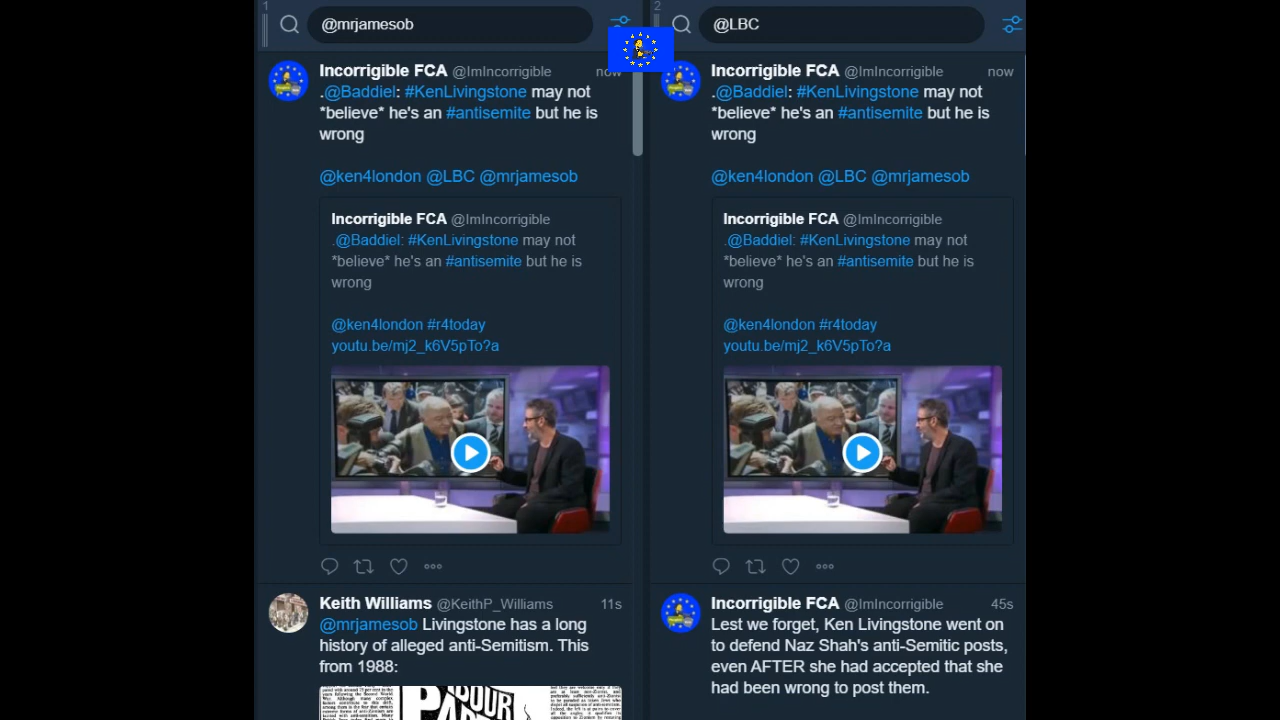 1
@mrjamesob
Incorrigible FCA @ImIncorrigible now
.@Baddiel: #KenLivingstone may not
*believe* he's an #antisemite but he is
wrong
@ken4london @LBC @mrjamesob
Incorrigible FCA @ImIncorrigible
.@Baddiel: #KenLivingstone may not
*believe* he's an #antisemite but he is
wrong
@ken4london #r4today
youtu.be/mj2_k6V5pTo?a
Keith Williams @KeithP_Williams 11s
@mrjamesob Livingstone has a long
history of alleged anti-Semitism. This
from 1988:
2
@LBC
Incorrigible FCA @ImIncorrigible now
.@Baddiel: #KenLivingstone may not
*believe* he's an #antisemite but he is
wrong
@ken4london @LBC @mrjamesob
Incorrigible FCA @ImIncorrigible
.@Baddiel: #KenLivingstone may not
*believe* he's an #antisemite but he is
wrong
@ken4london #r4today
youtu.be/mj2_k6V5pTo?a
Incorrigible FCA @ImIncorrigible 45s
Lest we forget, Ken Livingstone went on
to defend Naz Shah's anti-Semitic posts,
even AFTER she had accepted that she
had been wrong to post them.